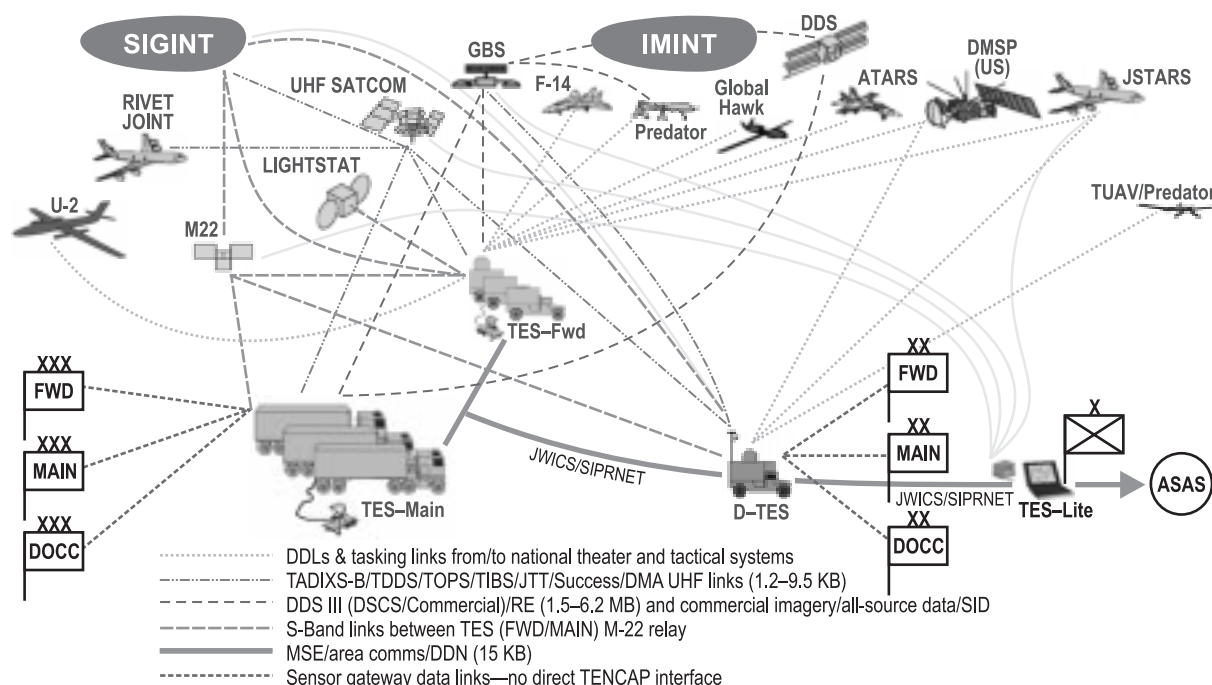 SIGINT
GBS
IMINT
DDS
DMSP
(US)
UHF SATCOM
F-14
ATARS
JSTARS
Global
Hawk
RIVET
JOINT
Predator
LIGHTSTAT
TUAV/Predator
U-2
M22
TES–Fwd
XXX
FWD
XX
FWD
XXX
MAIN
XX
MAIN
X
JWICS/SIPRNET
JWICS/SIPRNET
ASAS
TES–Main
D–TES
TES–Lite
XXX
DOCC
XX
DOCC
DDLs & tasking links from/to national theater and tactical systems
TADIXS-B/TDDS/TOPS/TIBS/JTT/Success/DMA UHF links (1.2–9.5 KB)
DDS III (DSCS/Commercial)/RE (1.5–6.2 MB) and commercial imagery/all-source data/SID
S-Band links between TES (FWD/MAIN) M-22 relay
MSE/area comms/DDN (15 KB)
Sensor gateway data links—no direct TENCAP interface